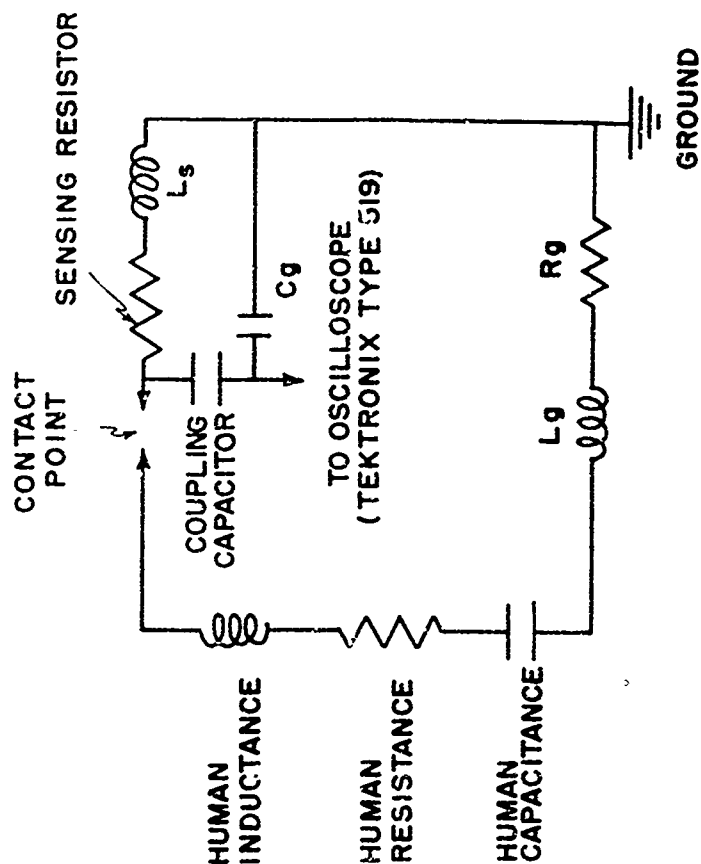 CONTACT
POINT
SENSING RESISTOR
Ls
COUPLING
CAPACITOR
Cg
TO OSCILLOSCOPE
(TEKTRONIX TYPE 519)
HUMAN
INDUCTANCE
HUMAN
RESISTANCE
HUMAN
CAPACITANCE
Lg
Rg
GROUND